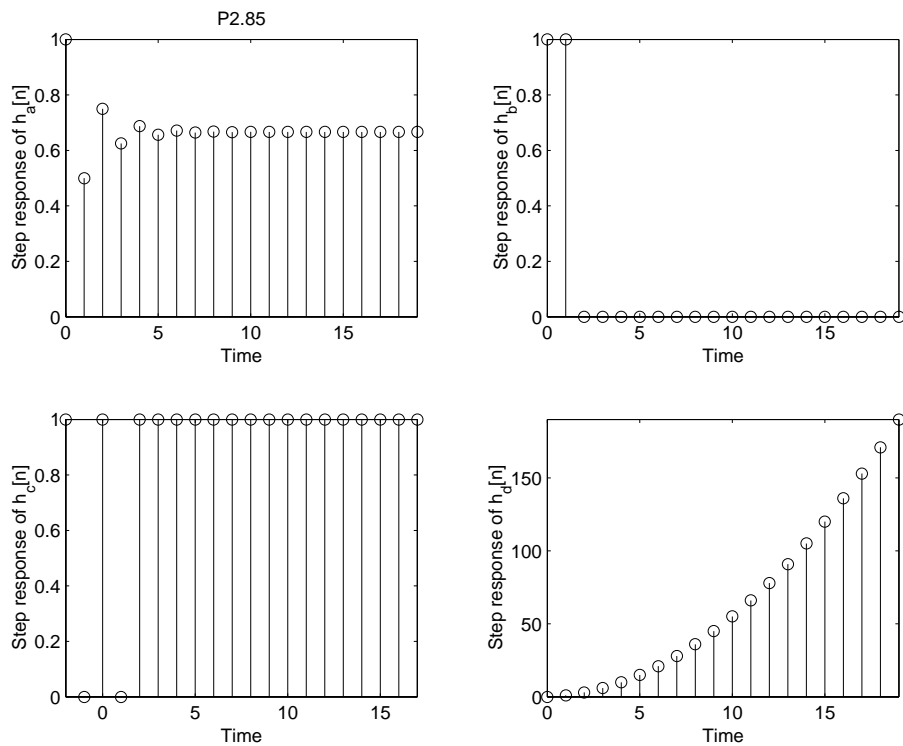 P2.85
1
0.8
0.6
0.4
0.2
0
0 5 10 15
Time
Step response of h_a[n]
1
0.8
0.6
0.4
0.2
0
0 5 10 15
Time
Step response of h_b[n]
1
0.8
0.6
0.4
0.2
0
0 5 10 15
Time
Step response of h_c[n]
150
100
50
0
0 5 10 15
Time
Step response of h_d[n]